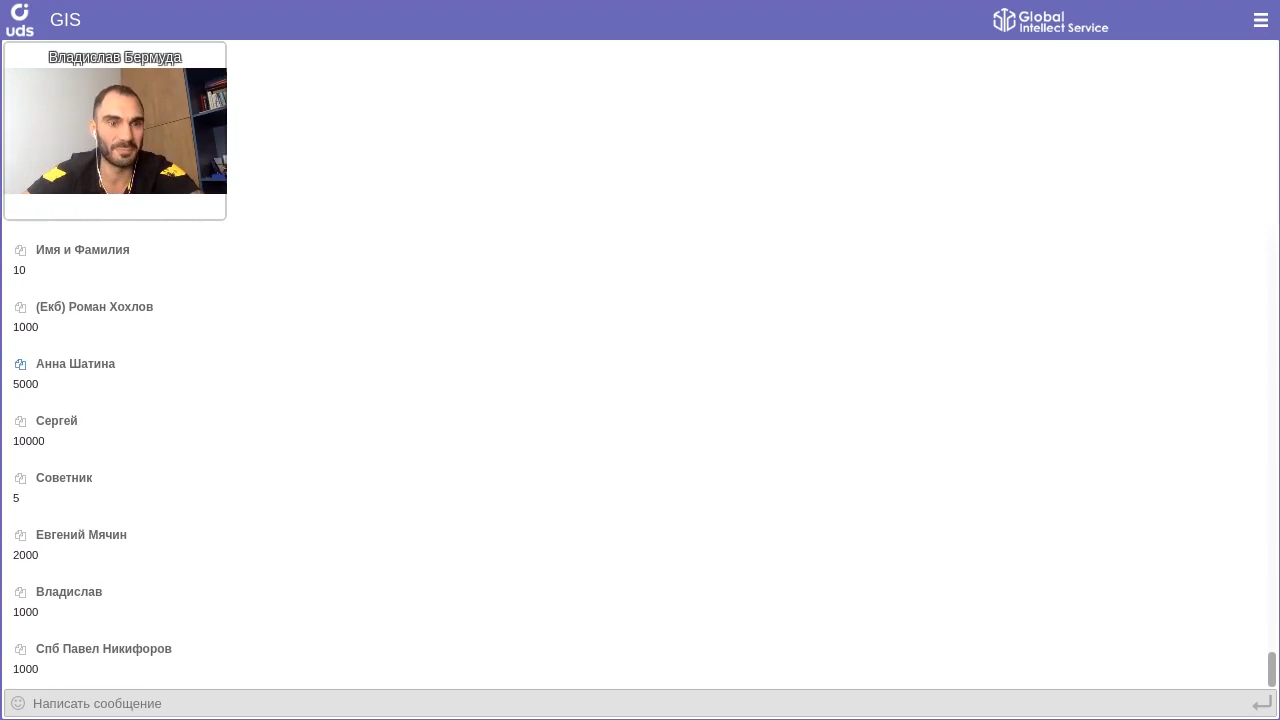 uds
GIS
Global
Intellect Service
Владислав Бермуда
Имя и Фамилия
10
(Екб) Роман Хохлов
1000
Анна Шатина
5000
Сергей
10000
Советник
5
Евгений Мячин
2000
Владислав
1000
Спб Павел Никифоров
1000
Написать сообщение